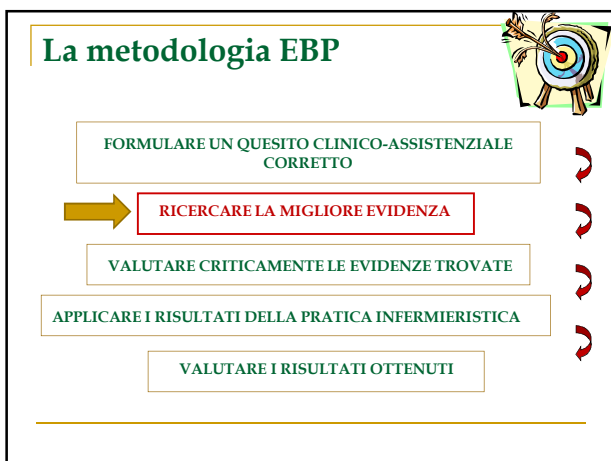 La metodologia EBP
FORMULARE UN QUESITO CLINICO-ASSISTENZIALE
CORRETTO
RICERCARE LA MIGLIORE EVIDENZA
VALUTARE CRITICAMENTE LE EVIDENZE TROVATE
APPLICARE I RISULTATI DELLA PRATICA INFERMIERISTICA
VALUTARE I RISULTATI OTTENUTI